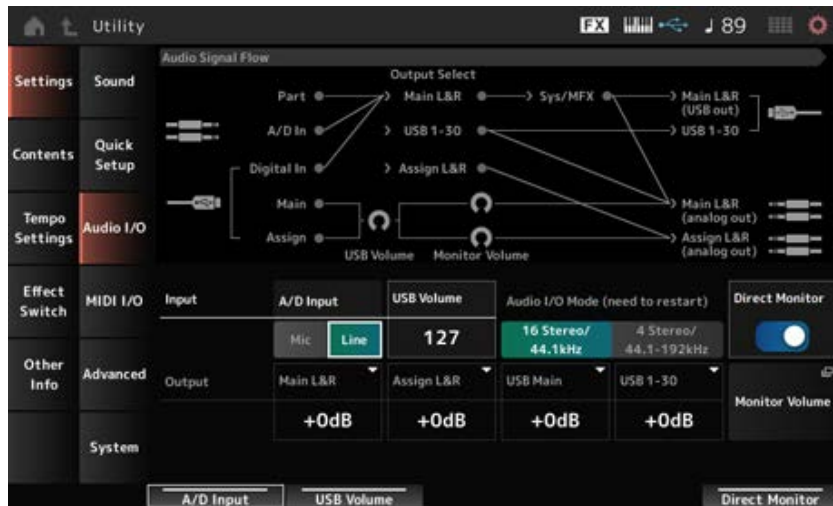 Utility
FX
89
Settings
Contents
Tempo
Settings
Effect
Switch
Other
Info
Sound
Quick
Setup
Audio I/O
MIDI I/O
Advanced
System
Audio Signal Flow
Output Select
Part
Main L&R
Sys/MFX
Main L&R
(USB out)
A/D In
USB 1-30
USB 1-30
Digital In
Assign L&R
Main
Main L&R
(analog out)
Assign
Assign L&R
(analog out)
USB Volume
Monitor Volume
Input
A/D Input
Mic
Line
USB Volume
127
Audio I/O Mode (need to restart)
16 Stereo/
44.1kHz
4 Stereo/
44.1-192kHz
Direct Monitor
Output
Main L&R
+0dB
Assign L&R
+0dB
USB Main
+0dB
USB 1-30
+0dB
Monitor Volume
A/D Input
USB Volume
Direct Monitor